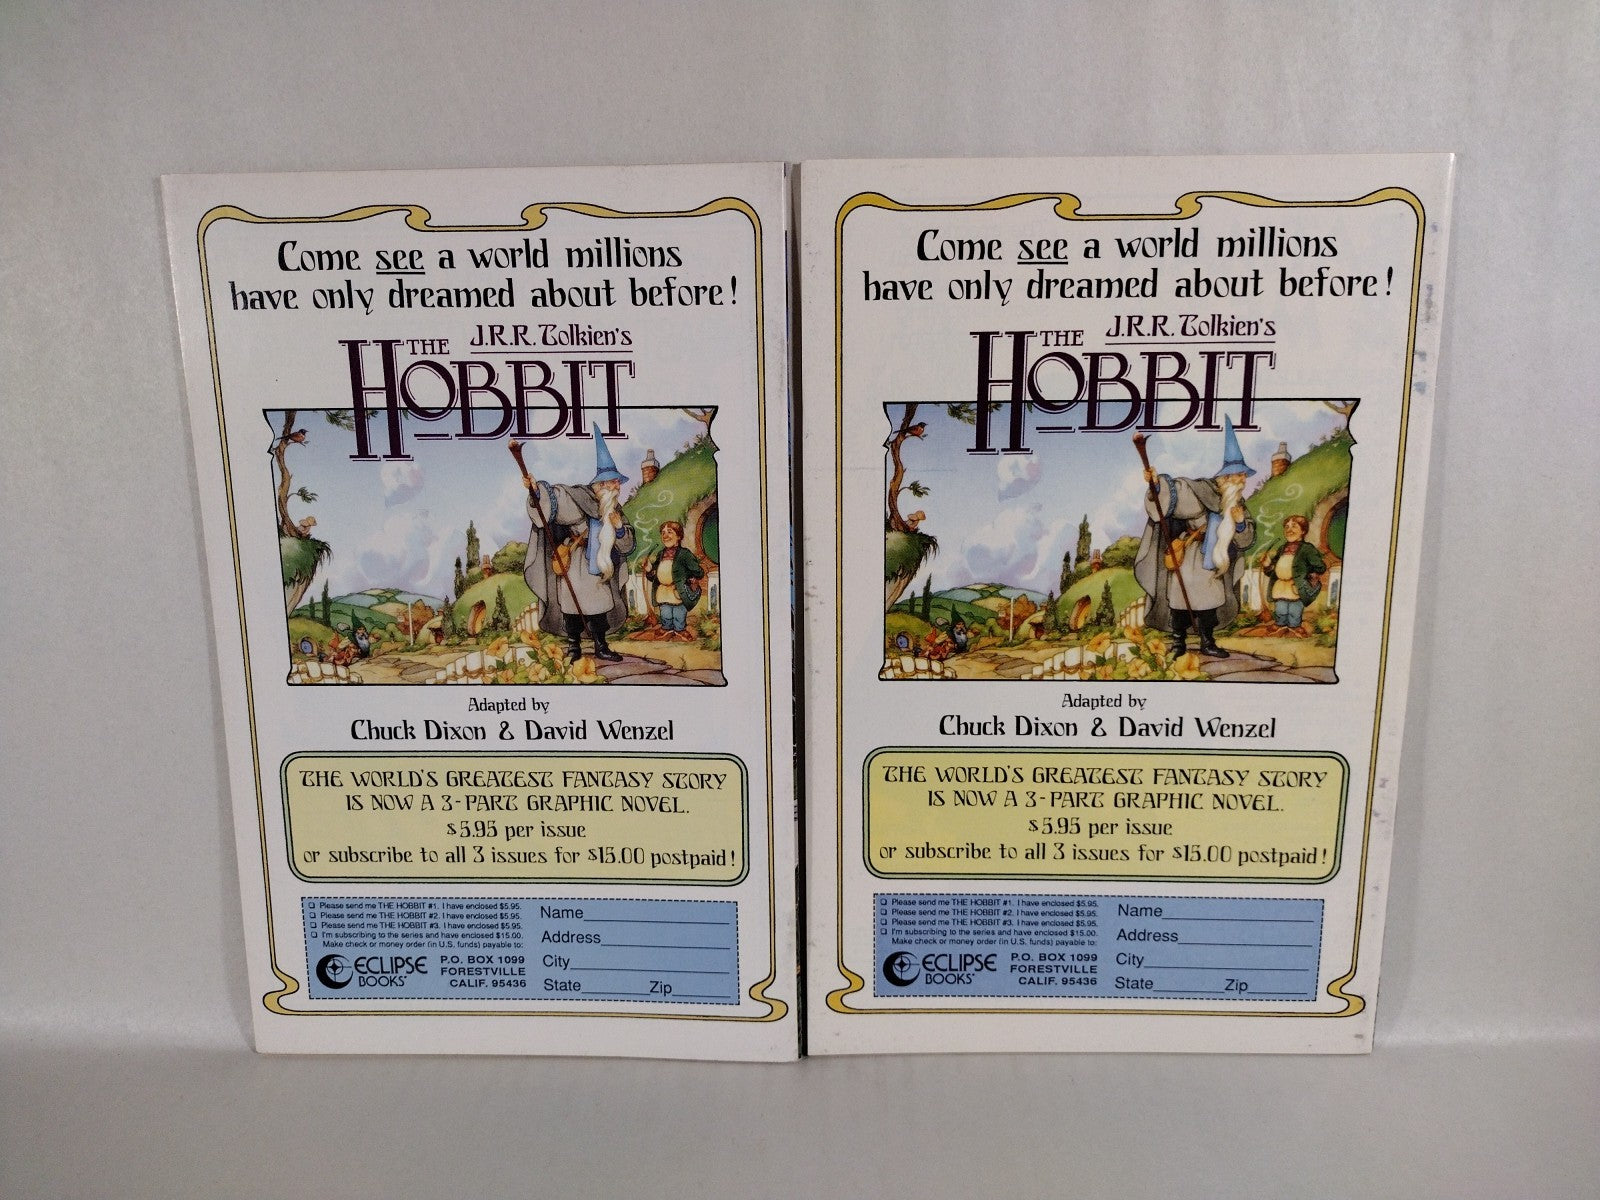 Come see a world millions
have only dreamed about before!
J.R.R. Tolkien's
THE HOBBIT
Adapted by
Chuck Dixon & David Wenzel
THE WORLD'S GREATEST FANTASY STORY
IS NOW A 3-PART GRAPHIC NOVEL.
$5.95 per issue
or subscribe to all 3 issues for $15.00 postpaid!
Please send me THE HOBBIT #1. I have enclosed $5.95.
Please send me THE HOBBIT #2. I have enclosed $5.95.
Please send me THE HOBBIT #3. I have enclosed $5.95.
I'm subscribing to the series and have enclosed $15.00.
Make check or money order (in U.S. funds) payable to:
ECLIPSE
BOOKS
P.O. BOX 1099
FORESTVILLE
CALIF. 95436
Name
Address
City
State Zip
Come see a world millions
have only dreamed about before!
J.R.R. Tolkien's
THE HOBBIT
Adapted by
Chuck Dixon & David Wenzel
THE WORLD'S GREATEST FANTASY STORY
IS NOW A 3-PART GRAPHIC NOVEL.
$5.95 per issue
or subscribe to all 3 issues for $15.00 postpaid!
Please send me THE HOBBIT #1. I have enclosed $5.95.
Please send me THE HOBBIT #2. I have enclosed $5.95.
Please send me THE HOBBIT #3. I have enclosed $5.95.
I'm subscribing to the series and have enclosed $15.00.
Make check or money order (in U.S. funds) payable to:
ECLIPSE
BOOKS
P.O. BOX 1099
FORESTVILLE
CALIF. 95436
Name
Address
City
State Zip